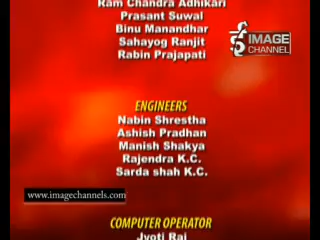 Ram Chandra Adhikari
Prasant Suwal
Binu Manandhar
Sahayog Ranjit
Rabin Prajapati
IMAGE
CHANNEL
ENGINEERS
Nabin Shrestha
Ashish Pradhan
Manish Shakya
Rajendra K.C.
Sarda shah K.C.
www.imagechannels.com
COMPUTER OPERATOR
Jyoti Rai